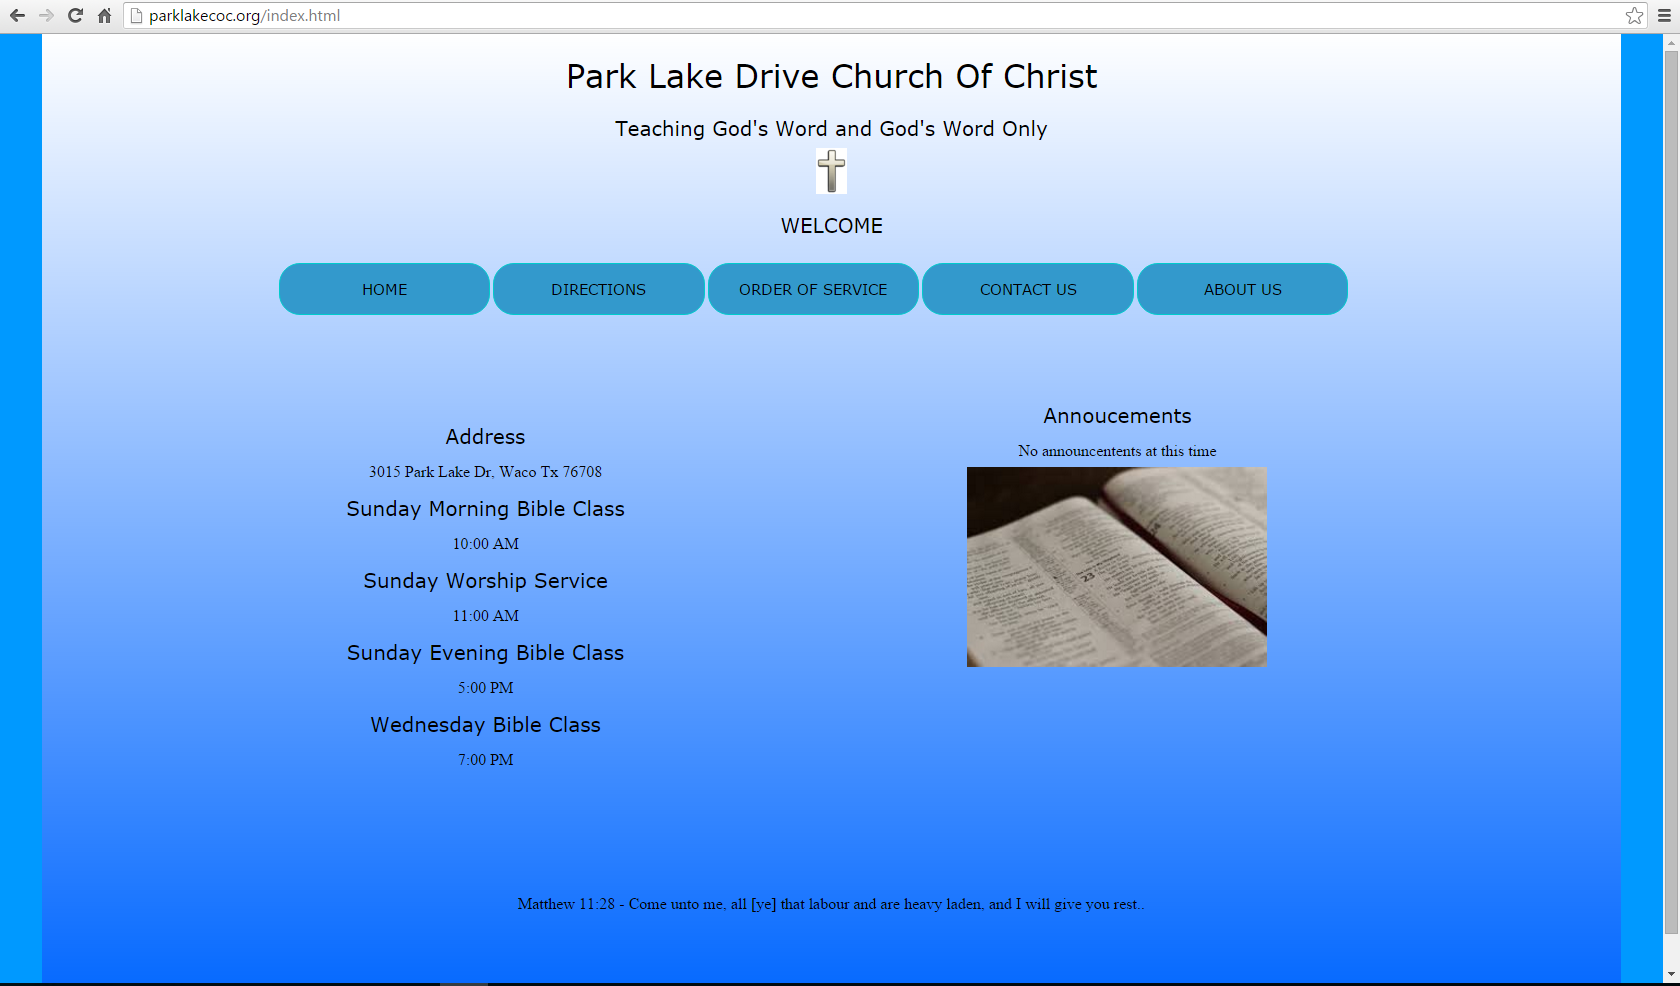 parklakecoc.org/index.html
Park Lake Drive Church Of Christ
Teaching God's Word and God's Word Only
WELCOME
HOME
DIRECTIONS
ORDER OF SERVICE
CONTACT US
ABOUT US
Address
3015 Park Lake Dr, Waco Tx 76708
Sunday Morning Bible Class
10:00 AM
Sunday Worship Service
11:00 AM
Sunday Evening Bible Class
5:00 PM
Wednesday Bible Class
7:00 PM
Annoucements
No announcentents at this time
23
24
Matthew 11:28 - Come unto me, all [ye] that labour and are heavy laden, and I will give you rest..